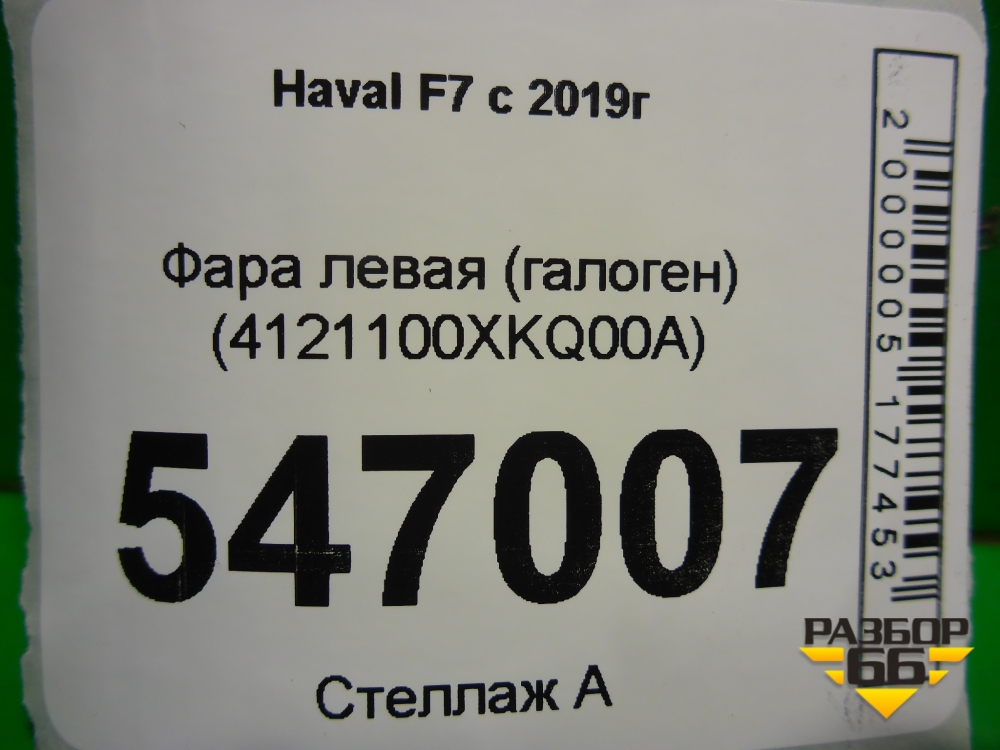 Haval F7 с 2019г
Фара левая (галоген)
(4121100XKQ00A)
547007
Стеллаж А
2000005177453
РАЗБОР
66